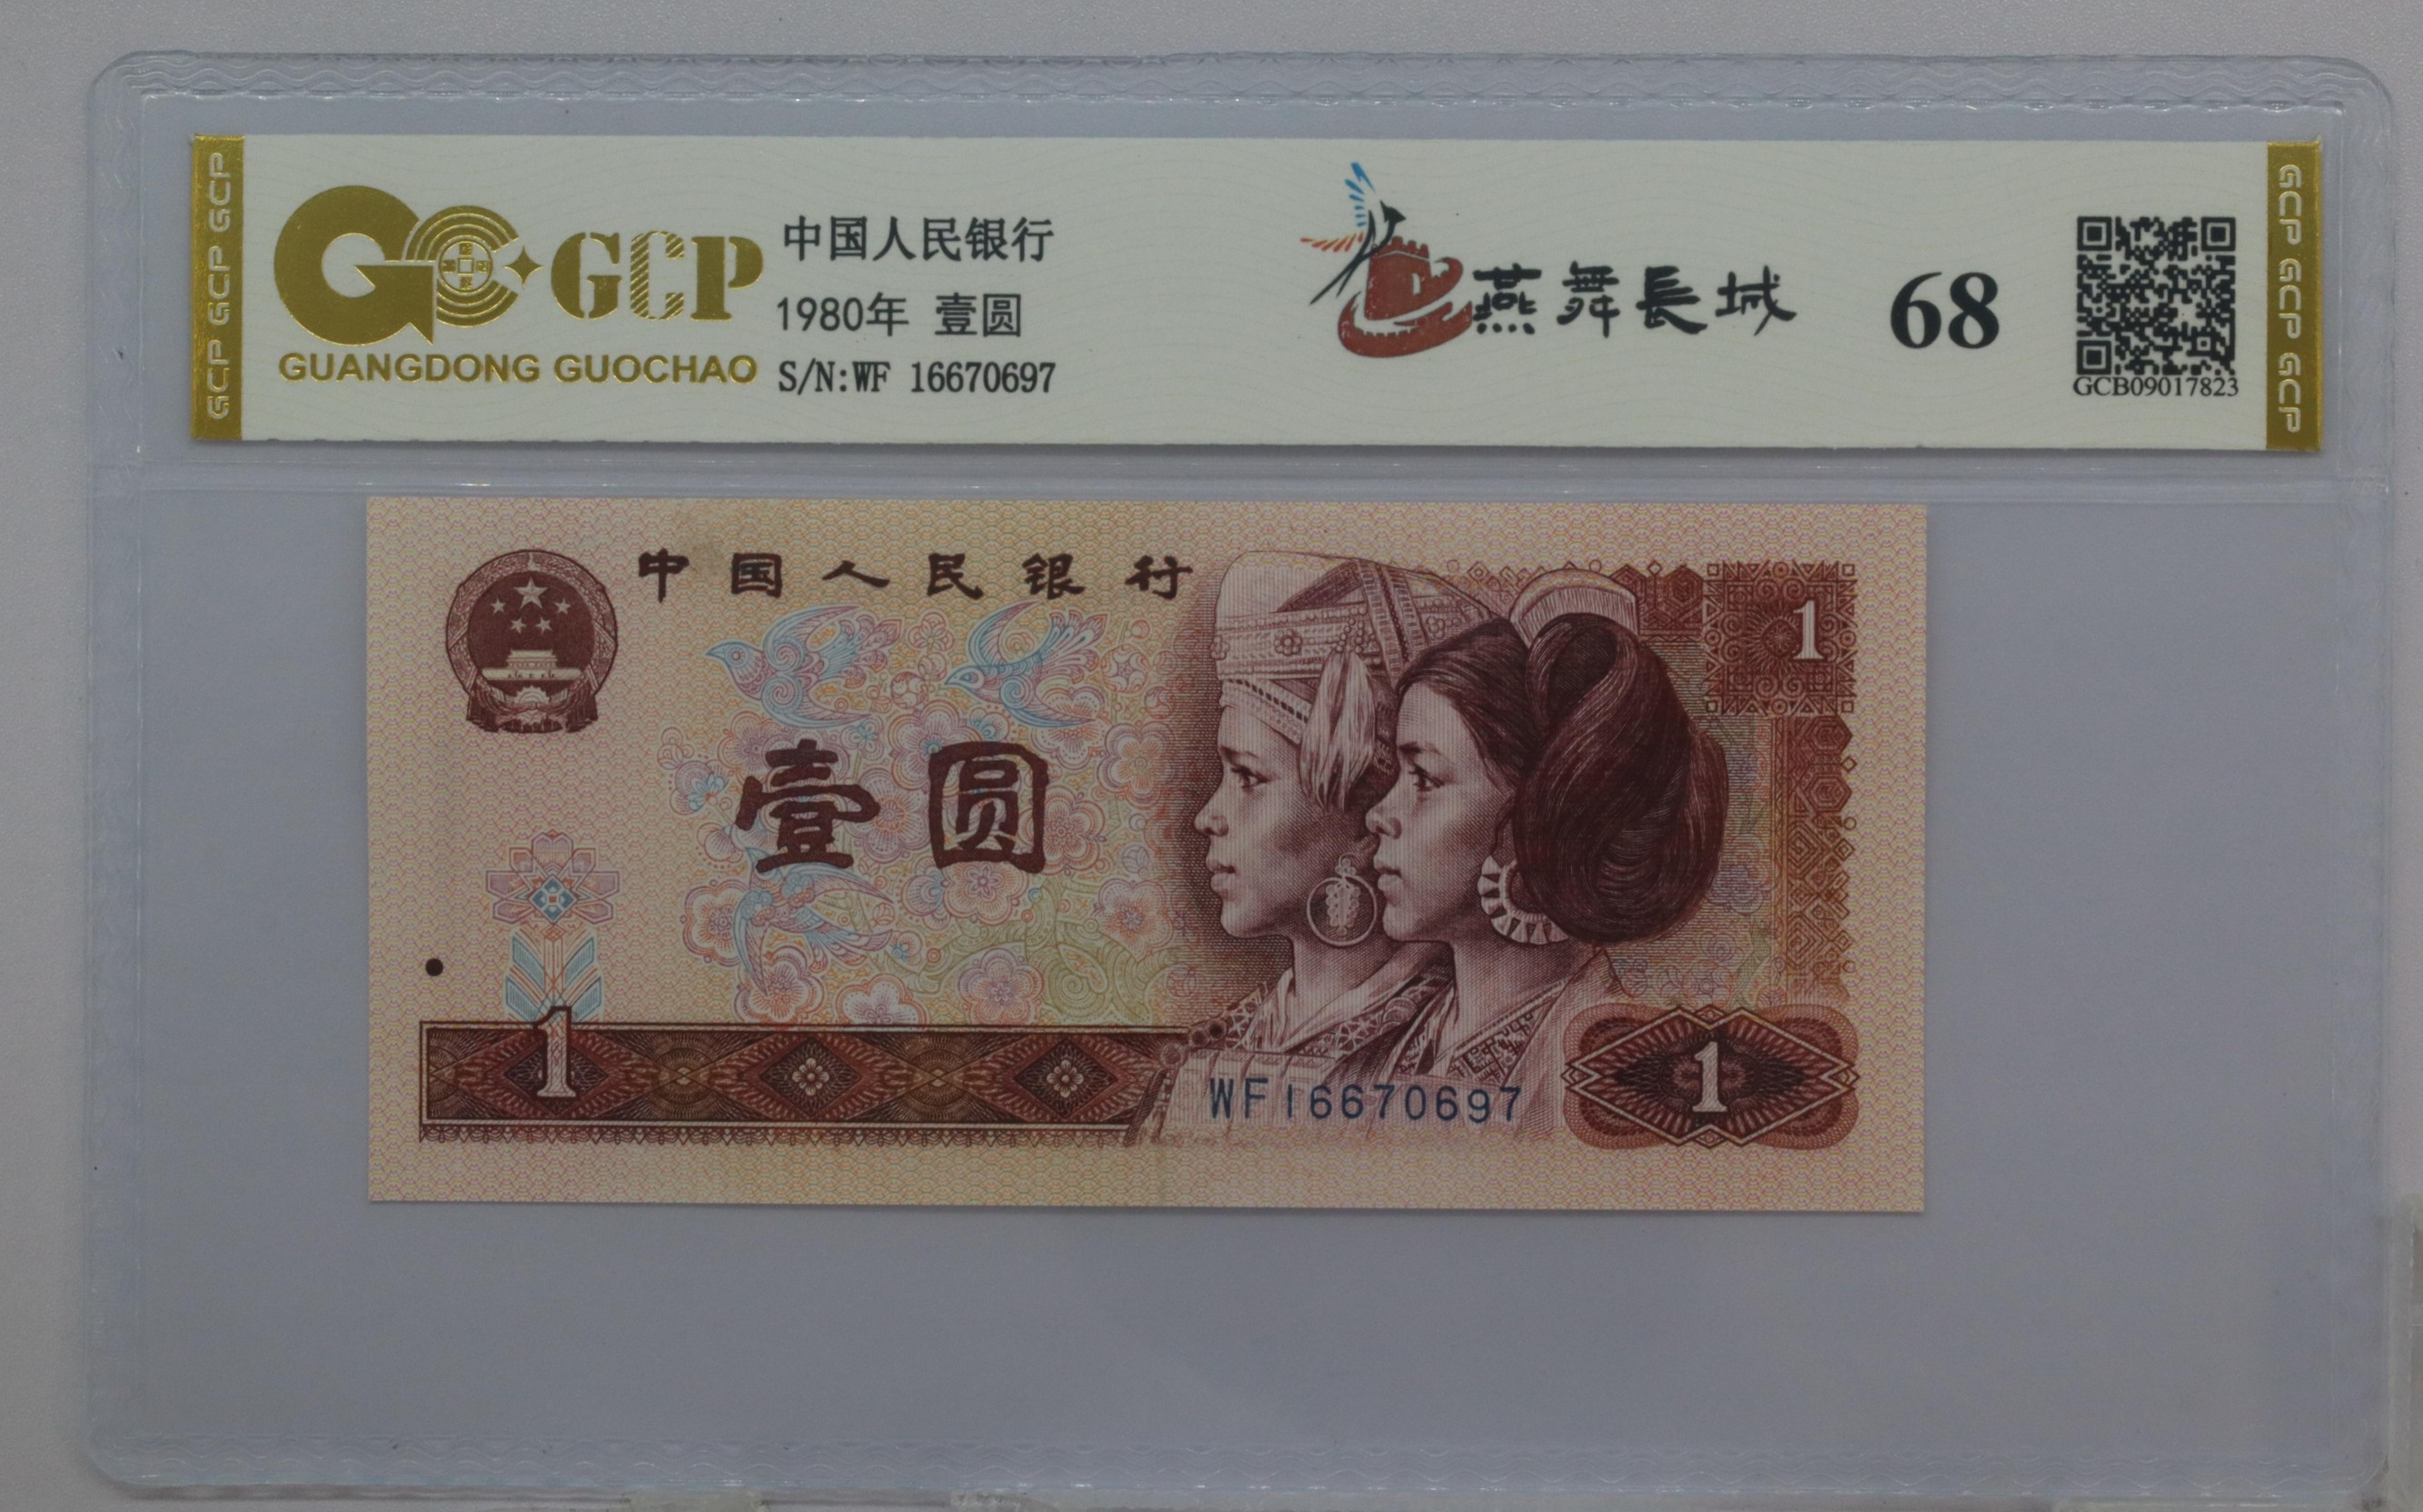 GCP GCP GCP
GCP
GUANGDONG GUOCHAO
中国人民银行
1980年 壹圆
S/N:WF 16670697
燕舞長城
68
GCB09017823
GCP GCP GCP
中国人民银行
1
壹圆
1
WF16670697
1